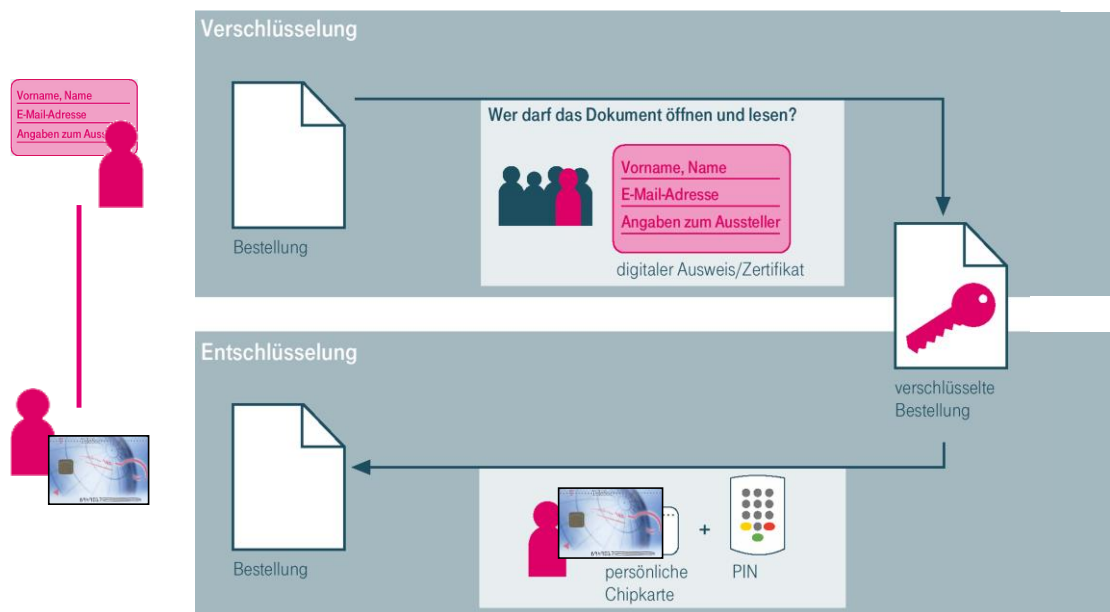 Verschlüsselung
Vorname, Name
E-Mail-Adresse
Angaben zum Auss
Wer darf das Dokument öffnen und lesen?
Vorname, Name
E-Mail-Adresse
Angaben zum Aussteller
digitaler Ausweis/Zertifikat
Bestellung
verschlüsselte
Bestellung
Entschlüsselung
+
persönliche
Chipkarte
PIN
Bestellung